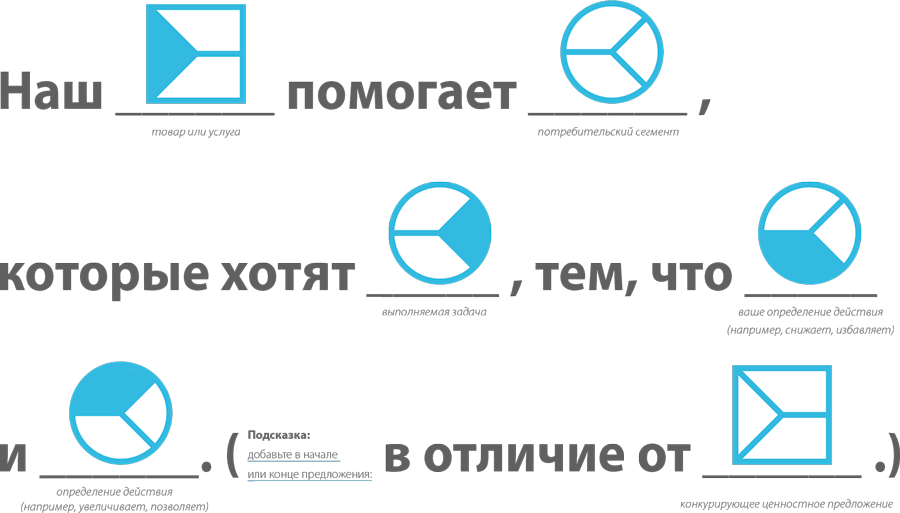 Наш ________ помогает ________ ,
товар или услуга потребительский сегмент
которые хотят _______ , тем, что _______
выполняемая задача ваше определение действия
(например, снижает, избавляет)
и ________. ( Подсказка: добавьте в начале или конце предложения: в отличие от ________ .)
определение действия
(например, увеличивает, позволяет)
конкурирующее ценностное предложение